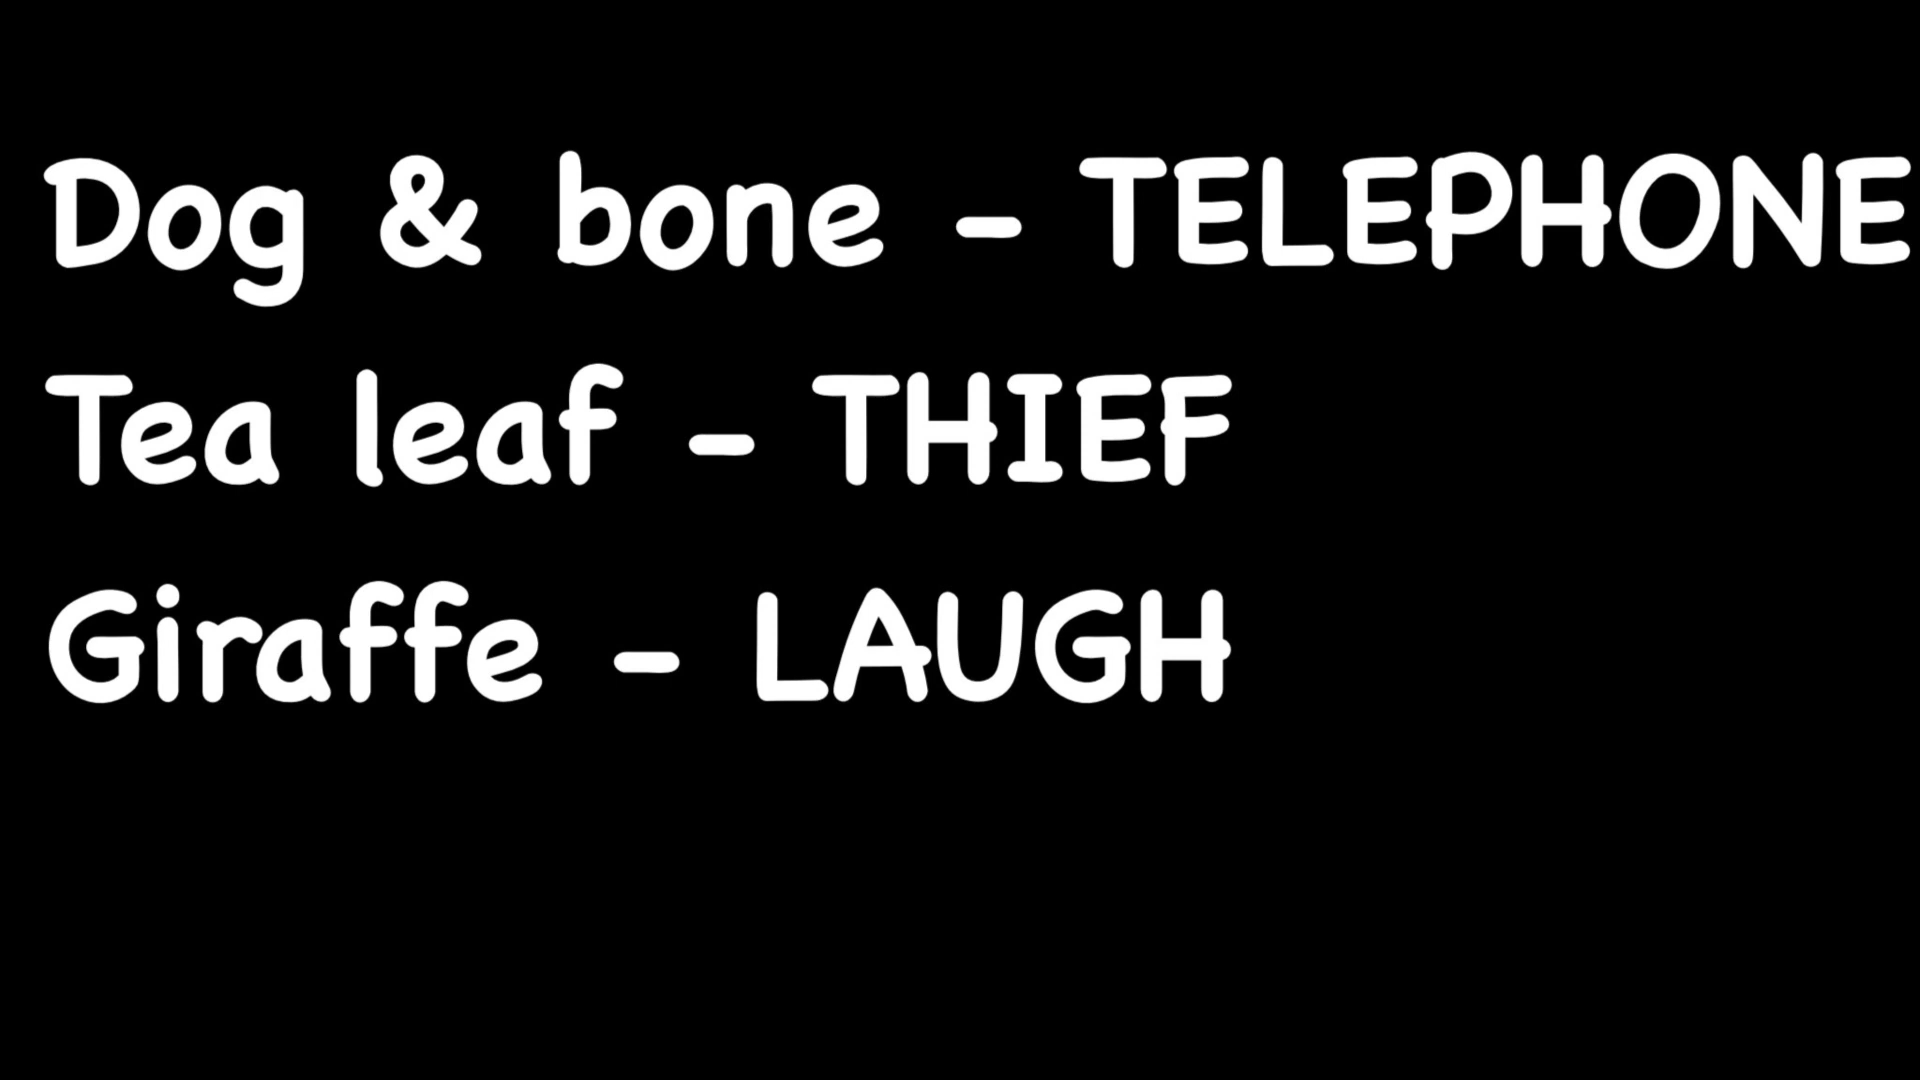 Dog & bone - TELEPHONE
Tea leaf - THIEF
Giraffe - LAUGH